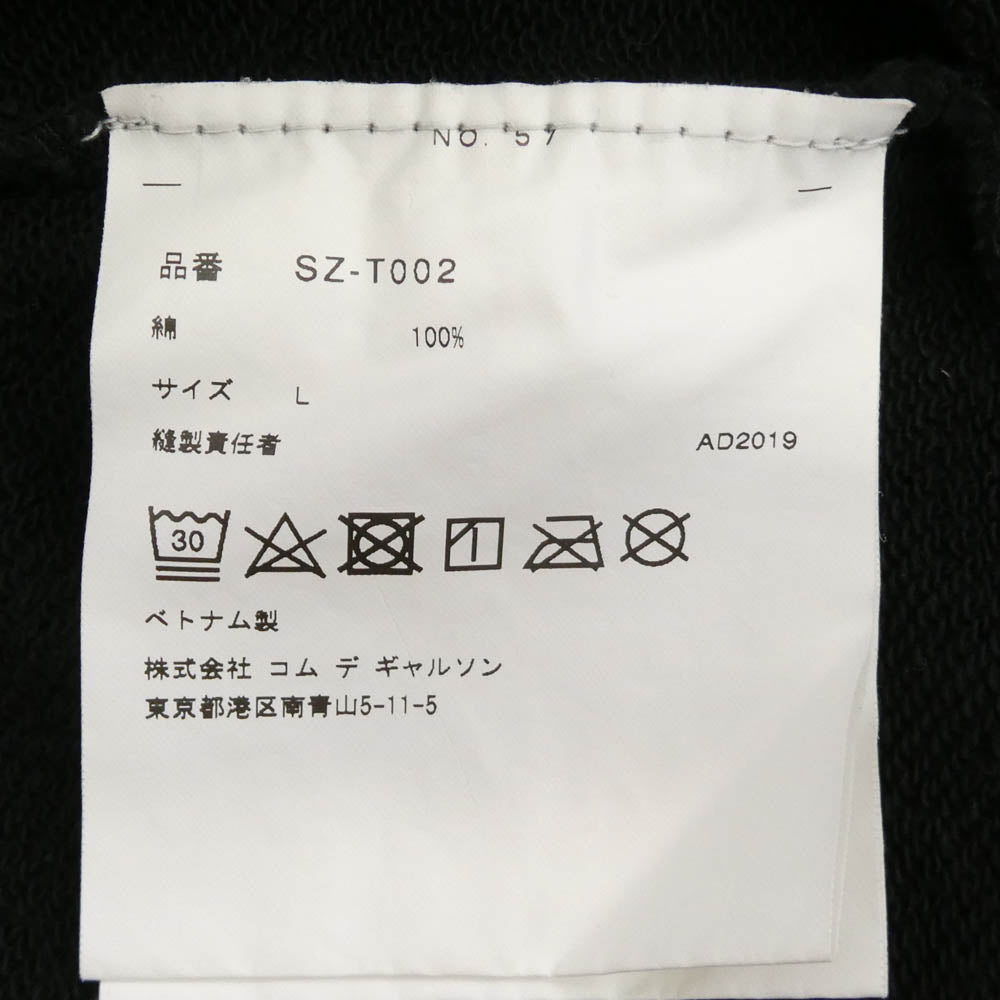 NO. 57
品番 SZ-T002
綿 100%
サイズ L
縫製責任者 AD2019
30
ベトナム製
株式会社 コム デ ギャルソン
東京都港区南青山5-11-5